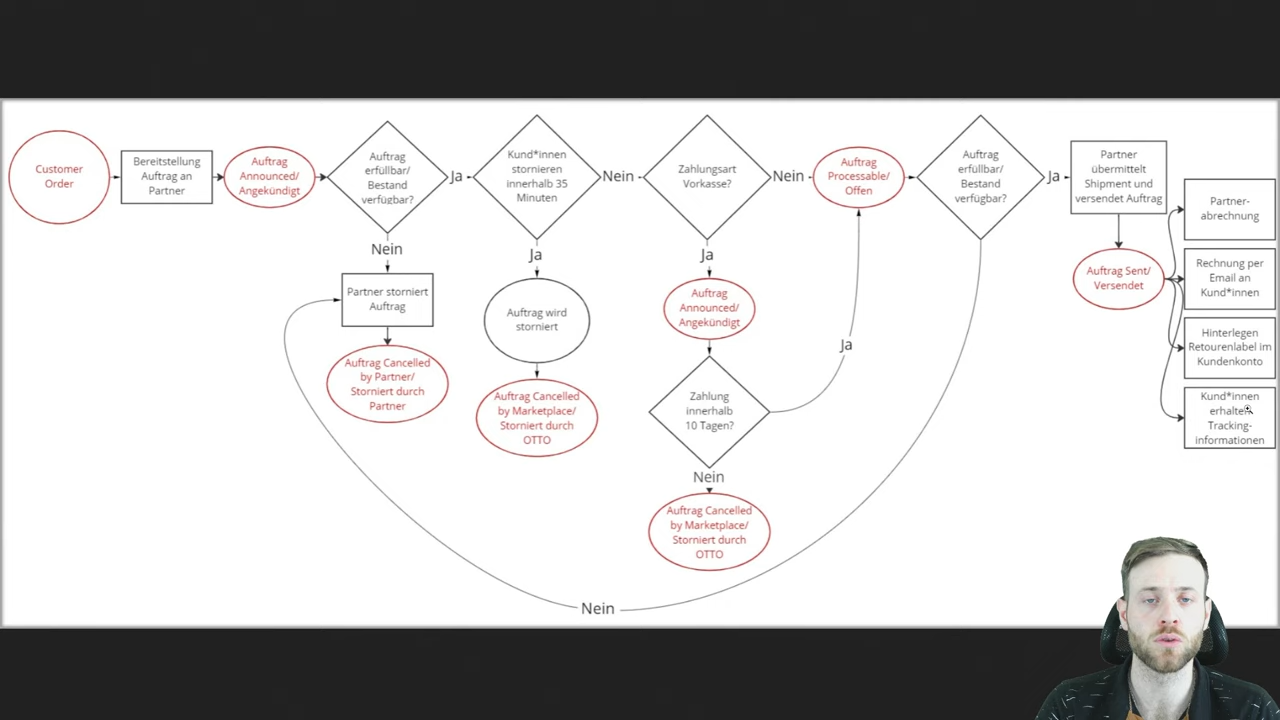 Customer
Order
Bereitstellung
Auftrag an
Partner
Auftrag
Announced/
Angekündigt
Auftrag
erfüllbar/
Bestand
verfügbar?
Ja
Kund*innen
stornieren
innerhalb 35
Minuten
Nein
Zahlungsart
Vorkasse?
Nein
Auftrag
Processable/
Offen
Auftrag
erfüllbar/
Bestand
verfügbar?
Ja
Partner
übermittelt
Shipment und
versendet Auftrag
Nein
Partner storniert
Auftrag
Auftrag Cancelled
by Partner/
Storniert durch
Partner
Ja
Auftrag wird
storniert
Auftrag Cancelled
by Marketplace/
Storniert durch
OTTO
Ja
Auftrag
Announced/
Angekündigt
Zahlung
innerhalb
10 Tagen?
Ja
Nein
Auftrag Cancelled
by Marketplace/
Storniert durch
OTTO
Nein
Auftrag Sent/
Versendet
Partner-
abrechnung
Rechnung per
Email an
Kund*innen
Hinterlegen
Retourenlabel im
Kundenkonto
Kund*innen
erhalten
Tracking-
informationen